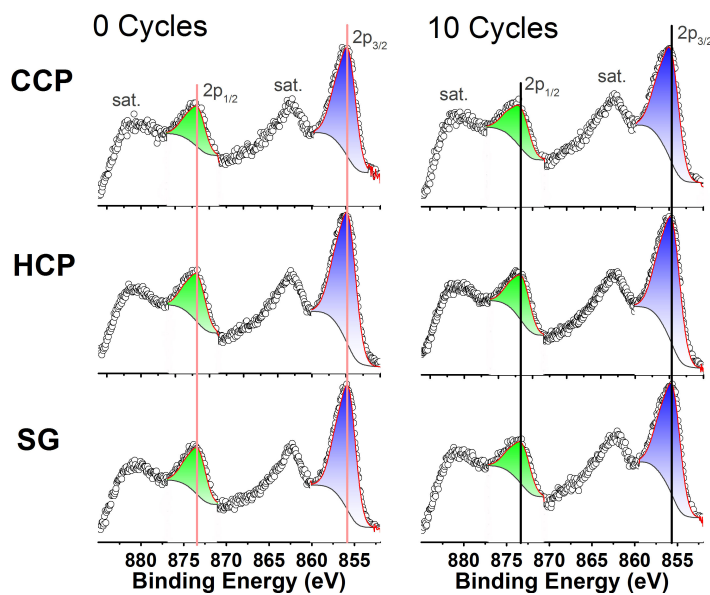 0 Cycles
10 Cycles
CCP
sat.
2p1/2
sat.
2p3/2
sat.
2p1/2
sat.
2p3/2
HCP
SG
880 875 870 865 860 855
880 875 870 865 860 855
Binding Energy (eV)
Binding Energy (eV)